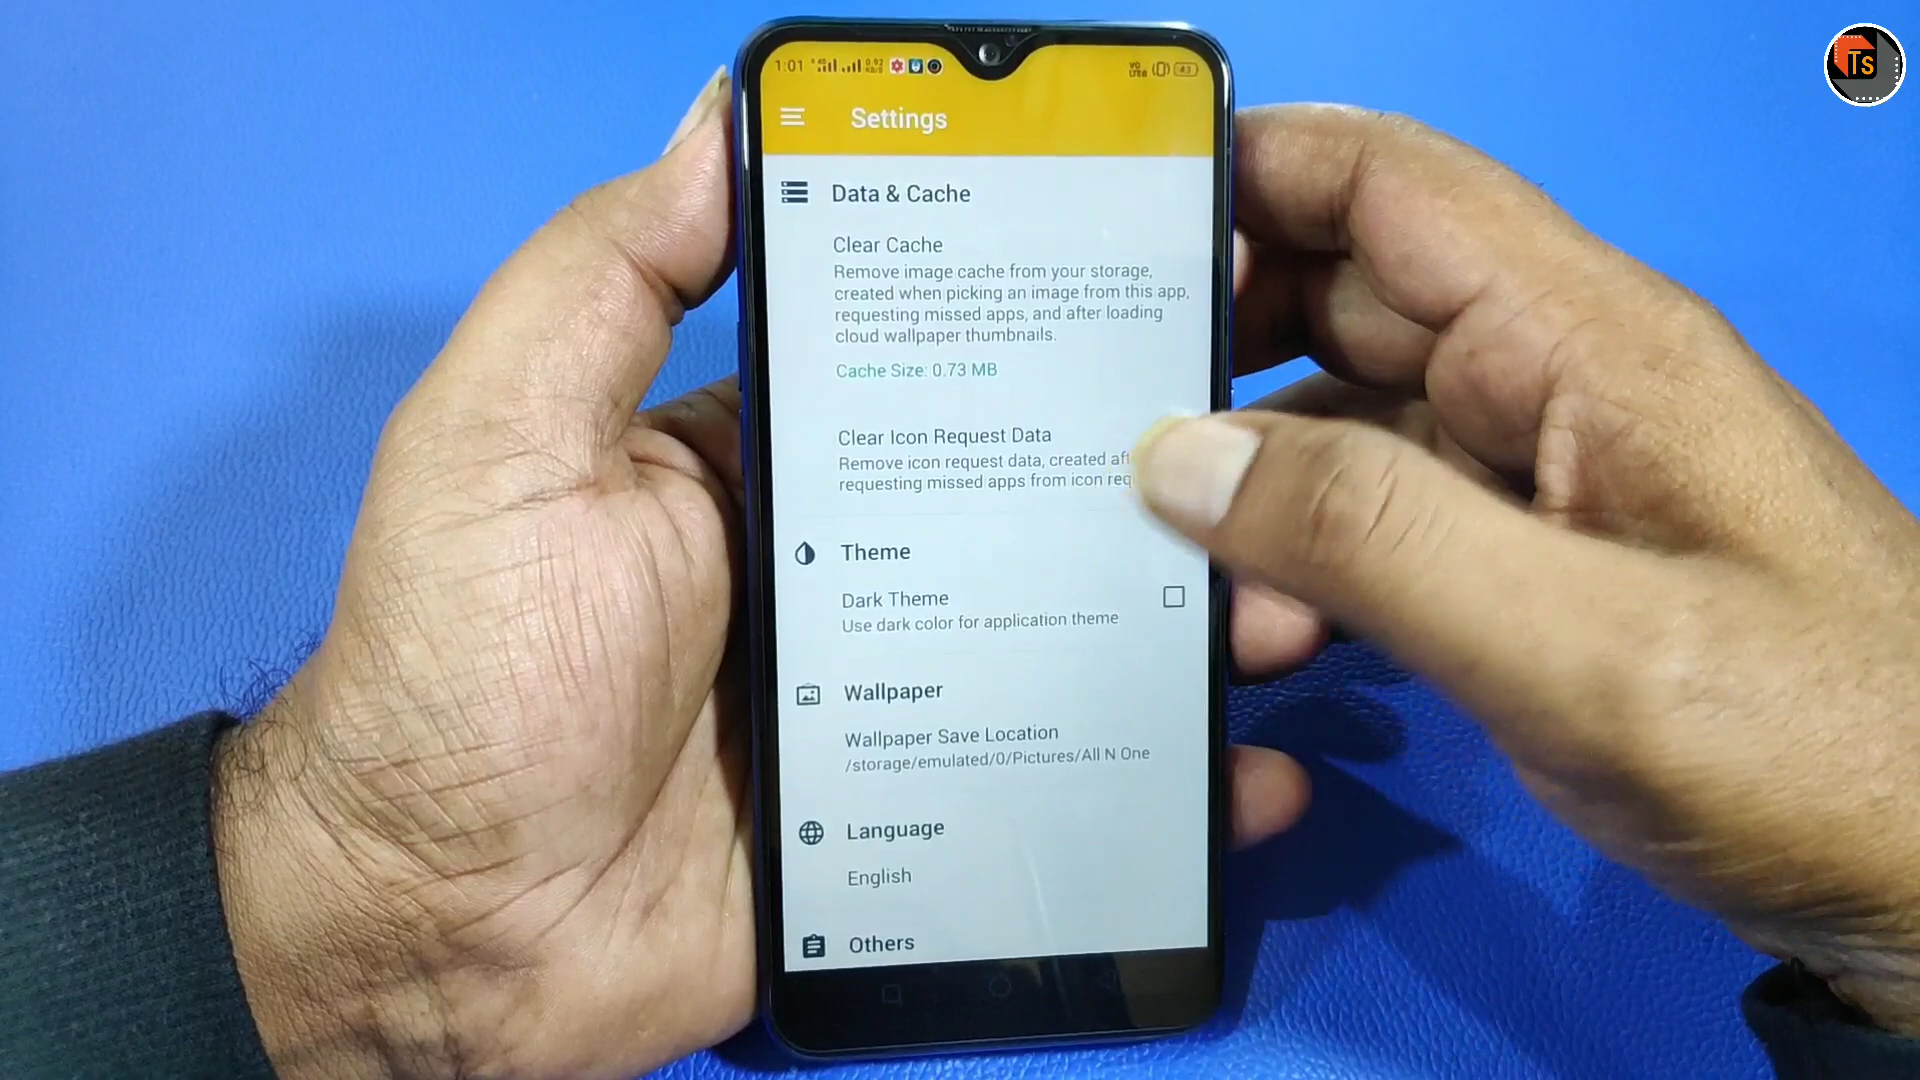 1:01
43
Ts
Settings
Data & Cache
Clear Cache
Remove image cache from your storage,
created when picking an image from this app,
requesting missed apps, and after loading
cloud wallpaper thumbnails.
Cache Size: 0.73 MB
Clear Icon Request Data
Remove icon request data, created
requesting missed apps from icon
Theme
Dark Theme
Use dark color for application theme
Wallpaper
Wallpaper Save Location
/storage/emulated/0/Pictures/All N One
Language
English
Others